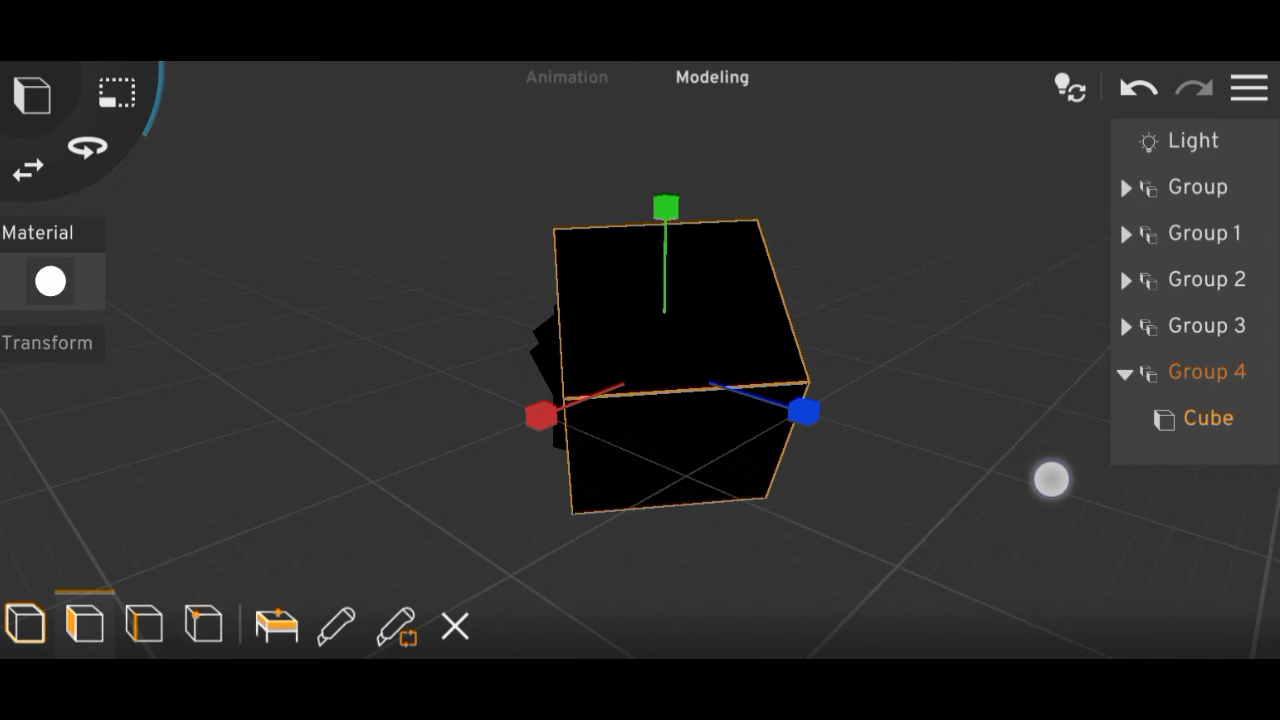 Animation
Modeling
Light
Group
Group 1
Group 2
Group 3
Group 4
Cube
Material
Transform